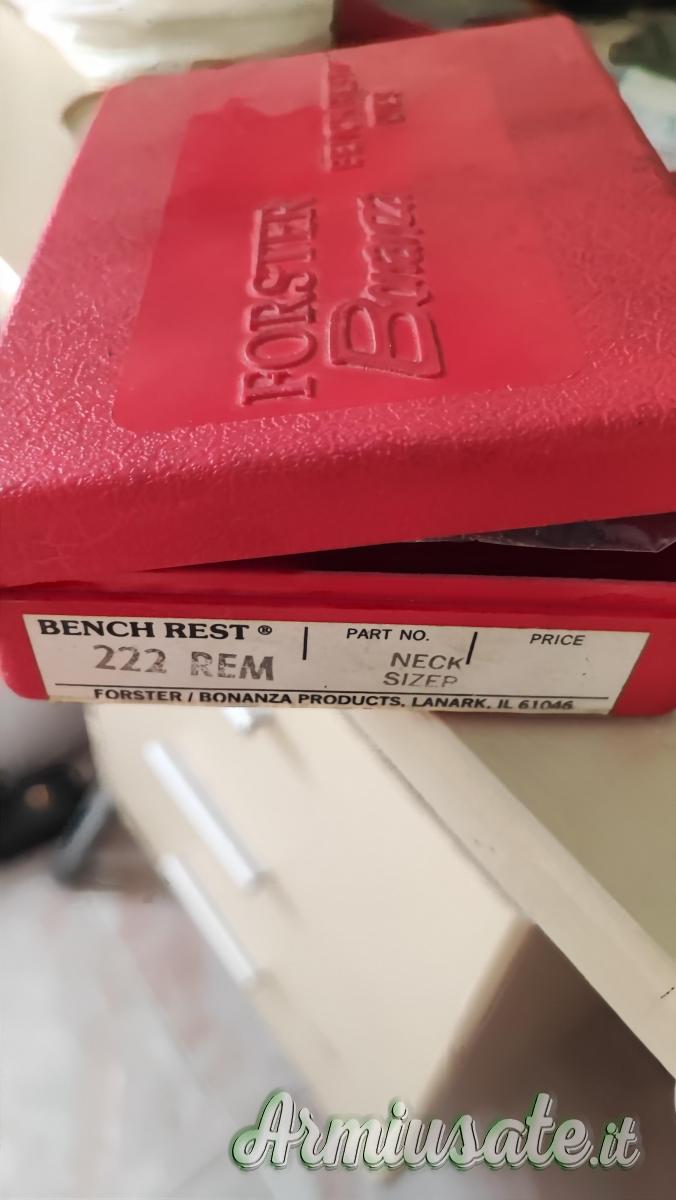 FORSTER
Bonanza
BENCH REST ®
222 REM
PART NO.
NECK
SIZER
PRICE
FORSTER / BONANZA PRODUCTS, LANARK, IL 61046
Armiusate.it